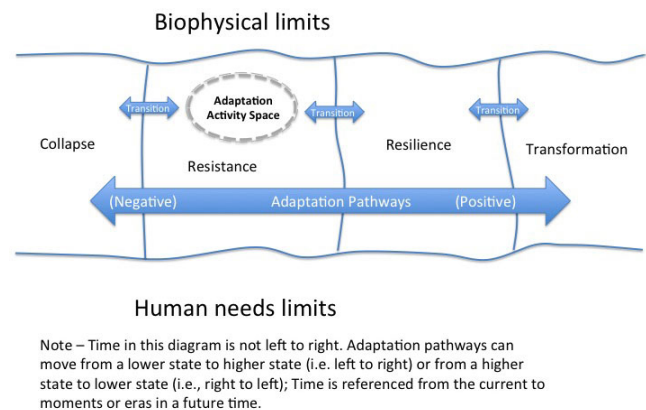 Biophysical limits
Transition
Adaptation
Activity Space
Transition
Transition
Collapse
Resistance
Resilience
Transformation
(Negative) Adaptation Pathways (Positive)
Human needs limits
Note – Time in this diagram is not left to right. Adaptation pathways can
move from a lower state to higher state (i.e. left to right) or from a higher
state to lower state (i.e., right to left); Time is referenced from the current to
moments or eras in a future time.